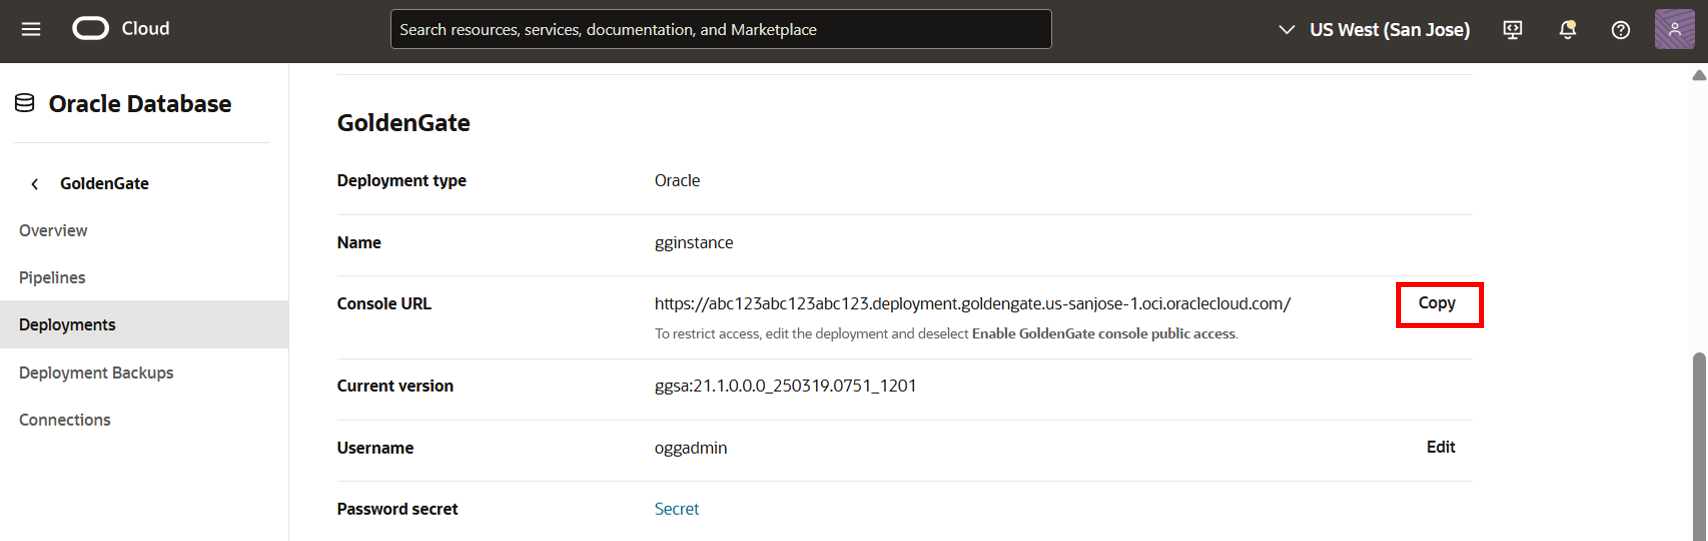 Cloud
Search resources, services, documentation, and Marketplace
US West (San Jose)
Oracle Database
GoldenGate
Overview
Pipelines
Deployments
Deployment Backups
Connections
GoldenGate
Deployment type Oracle
Name gginstance
Console URL https://abc123abc123abc123.deployment.goldengate.us-sanjose-1.oci.oraclecloud.com/ Copy
To restrict access, edit the deployment and deselect Enable GoldenGate console public access.
Current version ggsa:21.1.0.0.0_250319.0751_1201
Username oggadmin Edit
Password secret Secret